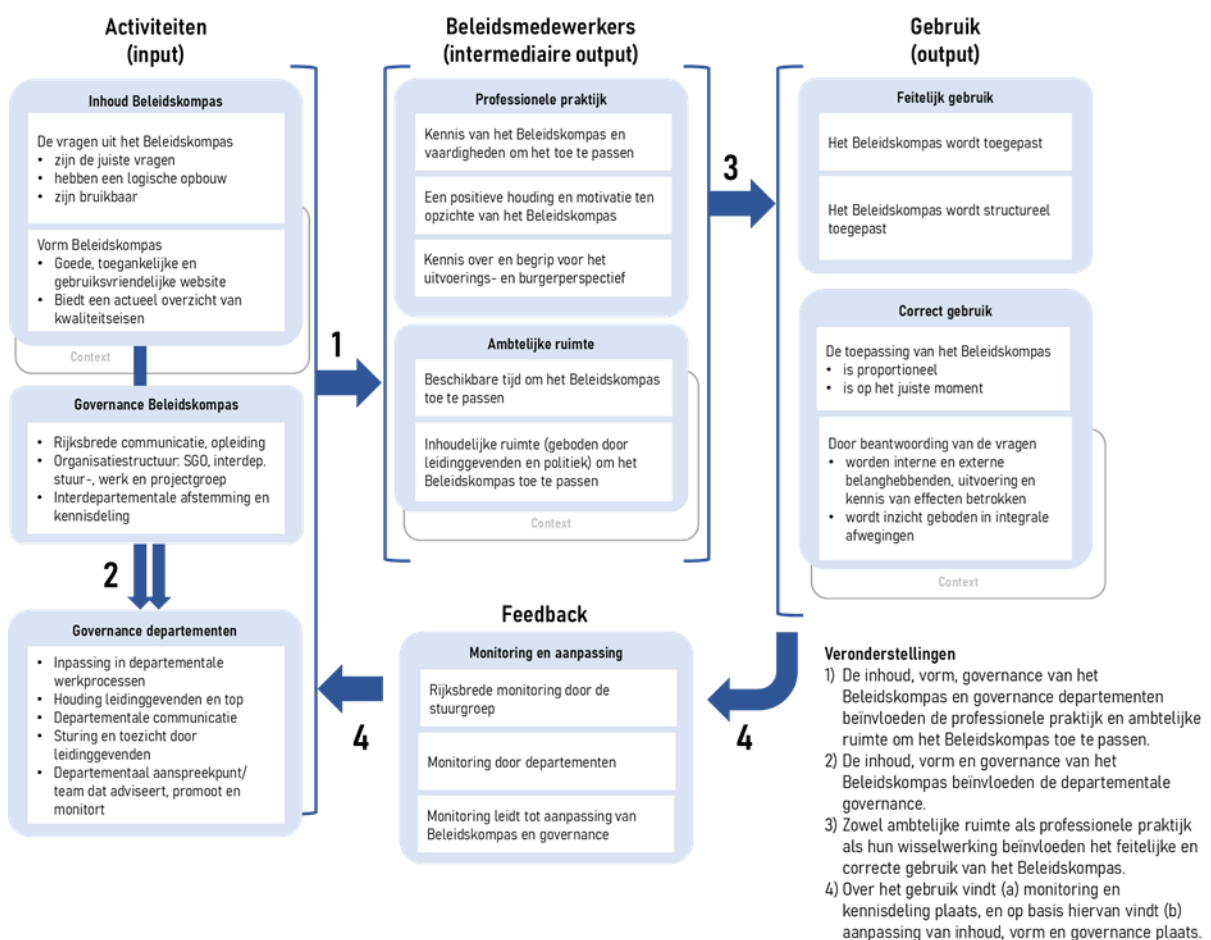 Activiteiten
(input)
Inhoud Beleidskompas
De vragen uit het Beleidskompas
• zijn de juiste vragen
• hebben een logische opbouw
• zijn bruikbaar
Vorm Beleidskompas
• Goede, toegankelijke en
gebruiksvriendelijke website
• Biedt een actueel overzicht van
kwaliteitseisen
Context
Governance Beleidskompas
• Rijksbrede communicatie, opleiding
• Organisatiestructuur: SGO, interdep.
stuur-, werk en projectgroep
• Interdepartementale afstemming en
kennisdeling
2
Governance departementen
• Inpassing in departementale
werkprocessen
• Houding leidinggevenden en top
• Departementale communicatie
• Sturing en toezicht door
leidinggevenden
• Departementaal aanspreekpunt/
team dat adviseert, promoot en
monitort
1
Beleidsmedewerkers
(intermediaire output)
Professionele praktijk
Kennis van het Beleidskompas en
vaardigheden om het toe te passen
Een positieve houding en motivatie ten
opzichte van het Beleidskompas
Kennis over en begrip voor het
uitvoerings- en burgerperspectief
Ambtelijke ruimte
Beschikbare tijd om het Beleidskompas
toe te passen
Inhoudelijke ruimte (geboden door
leidinggevenden en politiek) om het
Beleidskompas toe te passen
Context
3
Gebruik
(output)
Feitelijk gebruik
Het Beleidskompas wordt toegepast
Het Beleidskompas wordt structureel
toegepast
Correct gebruik
De toepassing van het Beleidskompas
• is proportioneel
• is op het juiste moment
Door beantwoording van de vragen
• worden interne en externe
belanghebbenden, uitvoering en
kennis van effecten betrokken
• wordt inzicht geboden in integrale
afwegingen
Context
4
Feedback
Monitoring en aanpassing
Rijksbrede monitoring door de
stuurgroep
Monitoring door departementen
Monitoring leidt tot aanpassing van
Beleidskompas en governance
4
Veronderstellingen
1) De inhoud, vorm, governance van het
Beleidskompas en governance departementen
beïnvloeden de professionele praktijk en ambtelijke
ruimte om het Beleidskompas toe te passen.
2) De inhoud, vorm en governance van het
Beleidskompas beïnvloeden de departementale
governance.
3) Zowel ambtelijke ruimte als professionele praktijk
als hun wisselwerking beïnvloeden het feitelijke en
correcte gebruik van het Beleidskompas.
4) Over het gebruik vindt (a) monitoring en
kennisdeling plaats, en op basis hiervan vindt (b)
aanpassing van inhoud, vorm en governance plaats.